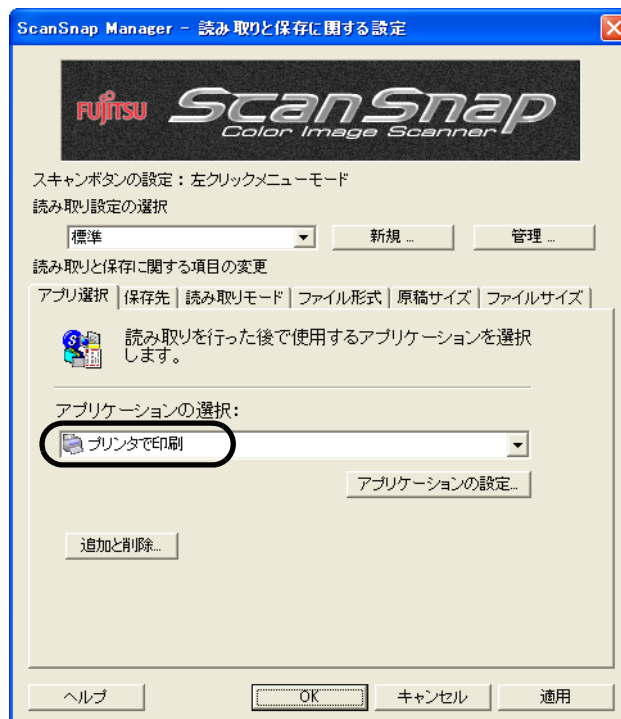 ScanSnap Manager - 読み取りと保存に関する設定
FUJITSU ScanSnap
Color Image Scanner
スキャンボタンの設定：左クリックメニューモード
読み取り設定の選択
標準 新規 ... 管理 ...
読み取りと保存に関する項目の変更
アプリ選択 保存先 読み取りモード ファイル形式 原稿サイズ ファイルサイズ
読み取りを行った後で使用するアプリケーションを選択
します。
アプリケーションの選択:
プリンタで印刷
アプリケーションの設定...
追加と削除...
ヘルプ OK キャンセル 適用